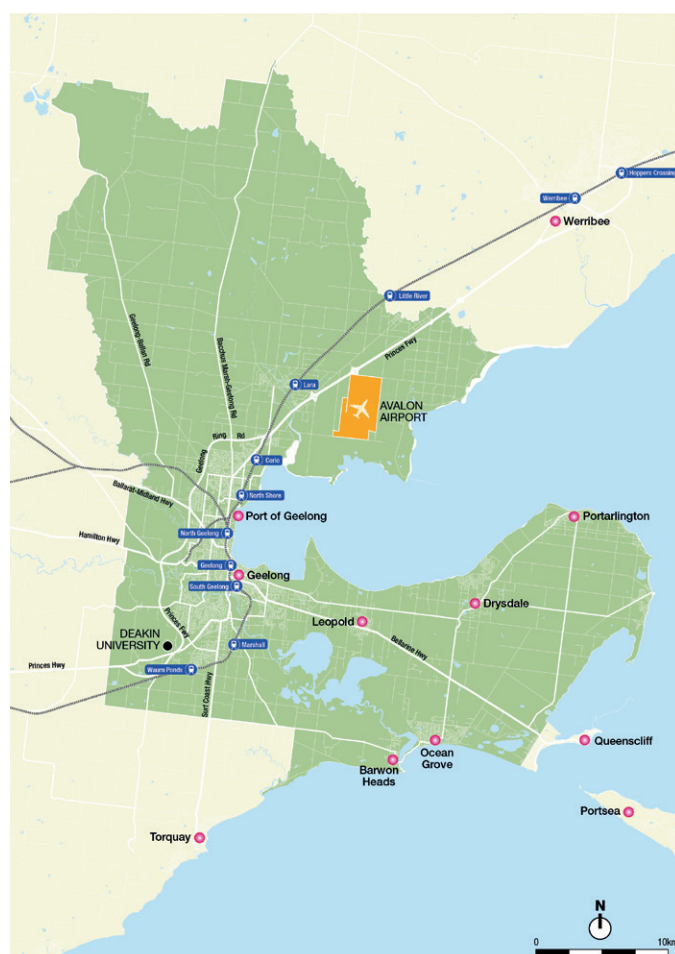 Hoppers Crossing
Werribee
Werribee
Little River
Geelong-Ballan Rd
Bacchus Marsh-Geelong Rd
Princes Fwy
Lara
AVALON
AIRPORT
Geelong
Ring
Rd
Corio
Ballarat-Midland Hwy
North Shore
Port of Geelong
Portarlington
Hamilton Hwy
North Geelong
Geelong
Geelong
South Geelong
Drysdale
Leopold
Princes Fwy
DEAKIN
UNIVERSITY
Marshall
Bellarine Hwy
Princes Hwy
Waurn Ponds
Surf Coast Hwy
Ocean
Grove
Queenscliff
Barwon
Heads
Portsea
Torquay
N
0
10km